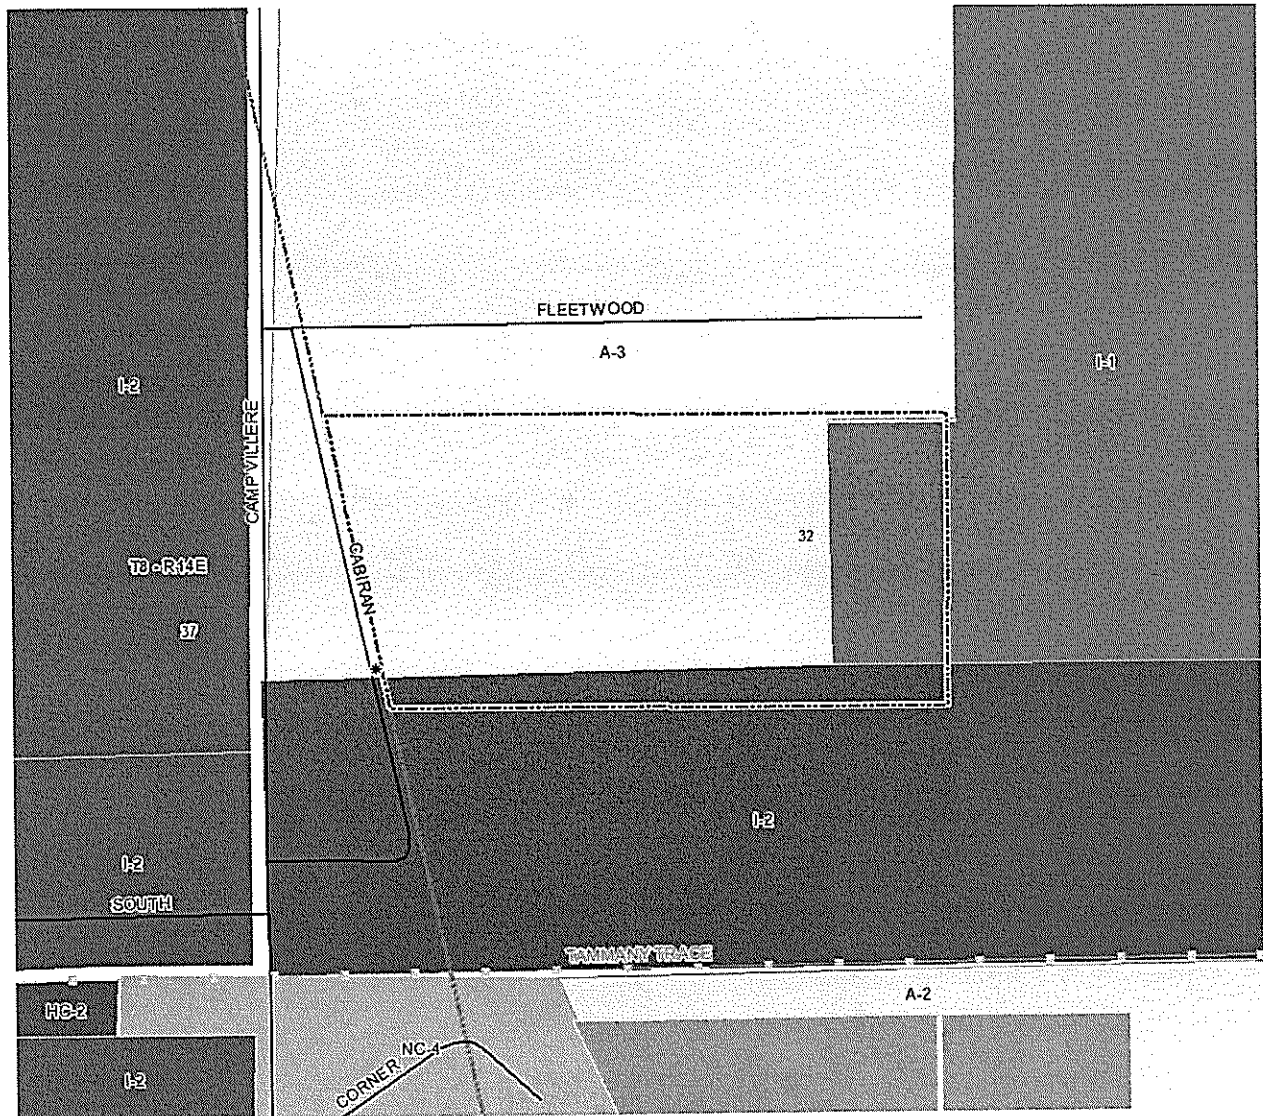 FLEETWOOD
A-3
I-1
I-2
CAMP VILLERE
32
GABIRAN
T8 - R14E
37
I-2
I-2
SOUTH
TAMMANY TRACE
A-2
HC-2
NC-4
CORNER
I-2